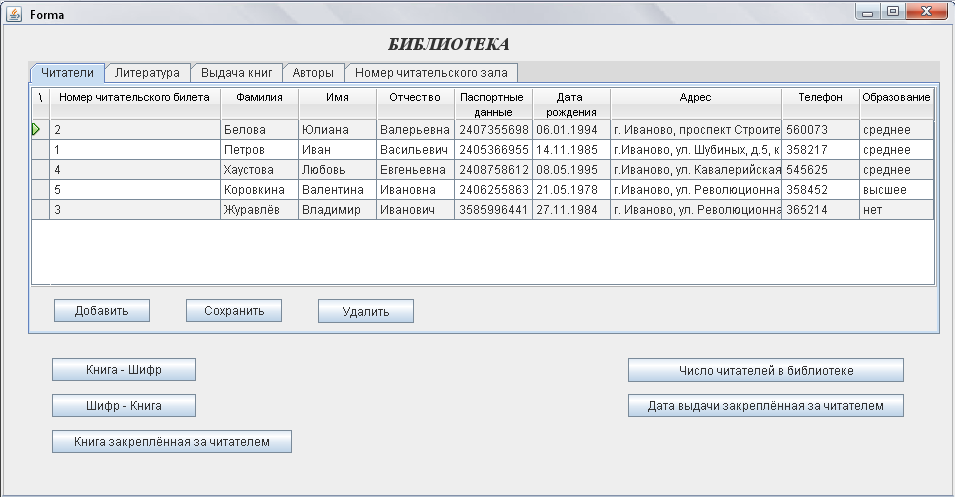 Forma
БИБЛИОТЕКА
Читатели Литература Выдача книг Авторы Номер читательского зала
\ Номер читательского билета Фамилия Имя Отчество Паспортные данные Дата рождения Адрес Телефон Образование
2 Белова Юлиана Валерьевна 2407355698 06.01.1994 г. Иваново, проспект Строите 560073 среднее
1 Петров Иван Васильевич 2405366955 14.11.1985 г.Иваново, ул. Шубиных, д.5, к 358217 среднее
4 Хаустова Любовь Евгеньевна 2408758612 08.05.1995 г.Иваново, ул. Кавалерийская 545625 среднее
5 Коровкина Валентина Ивановна 2406255863 21.05.1978 г.Иваново, ул. Революционна 358452 высшее
3 Журавлёв Владимир Иванович 3585996441 27.11.1984 г. Иваново, ул. Революционна 365214 нет
Добавить Сохранить Удалить
Книга - Шифр Число читателей в библиотеке
Шифр - Книга Дата выдачи закреплённая за читателем
Книга закреплённая за читателем